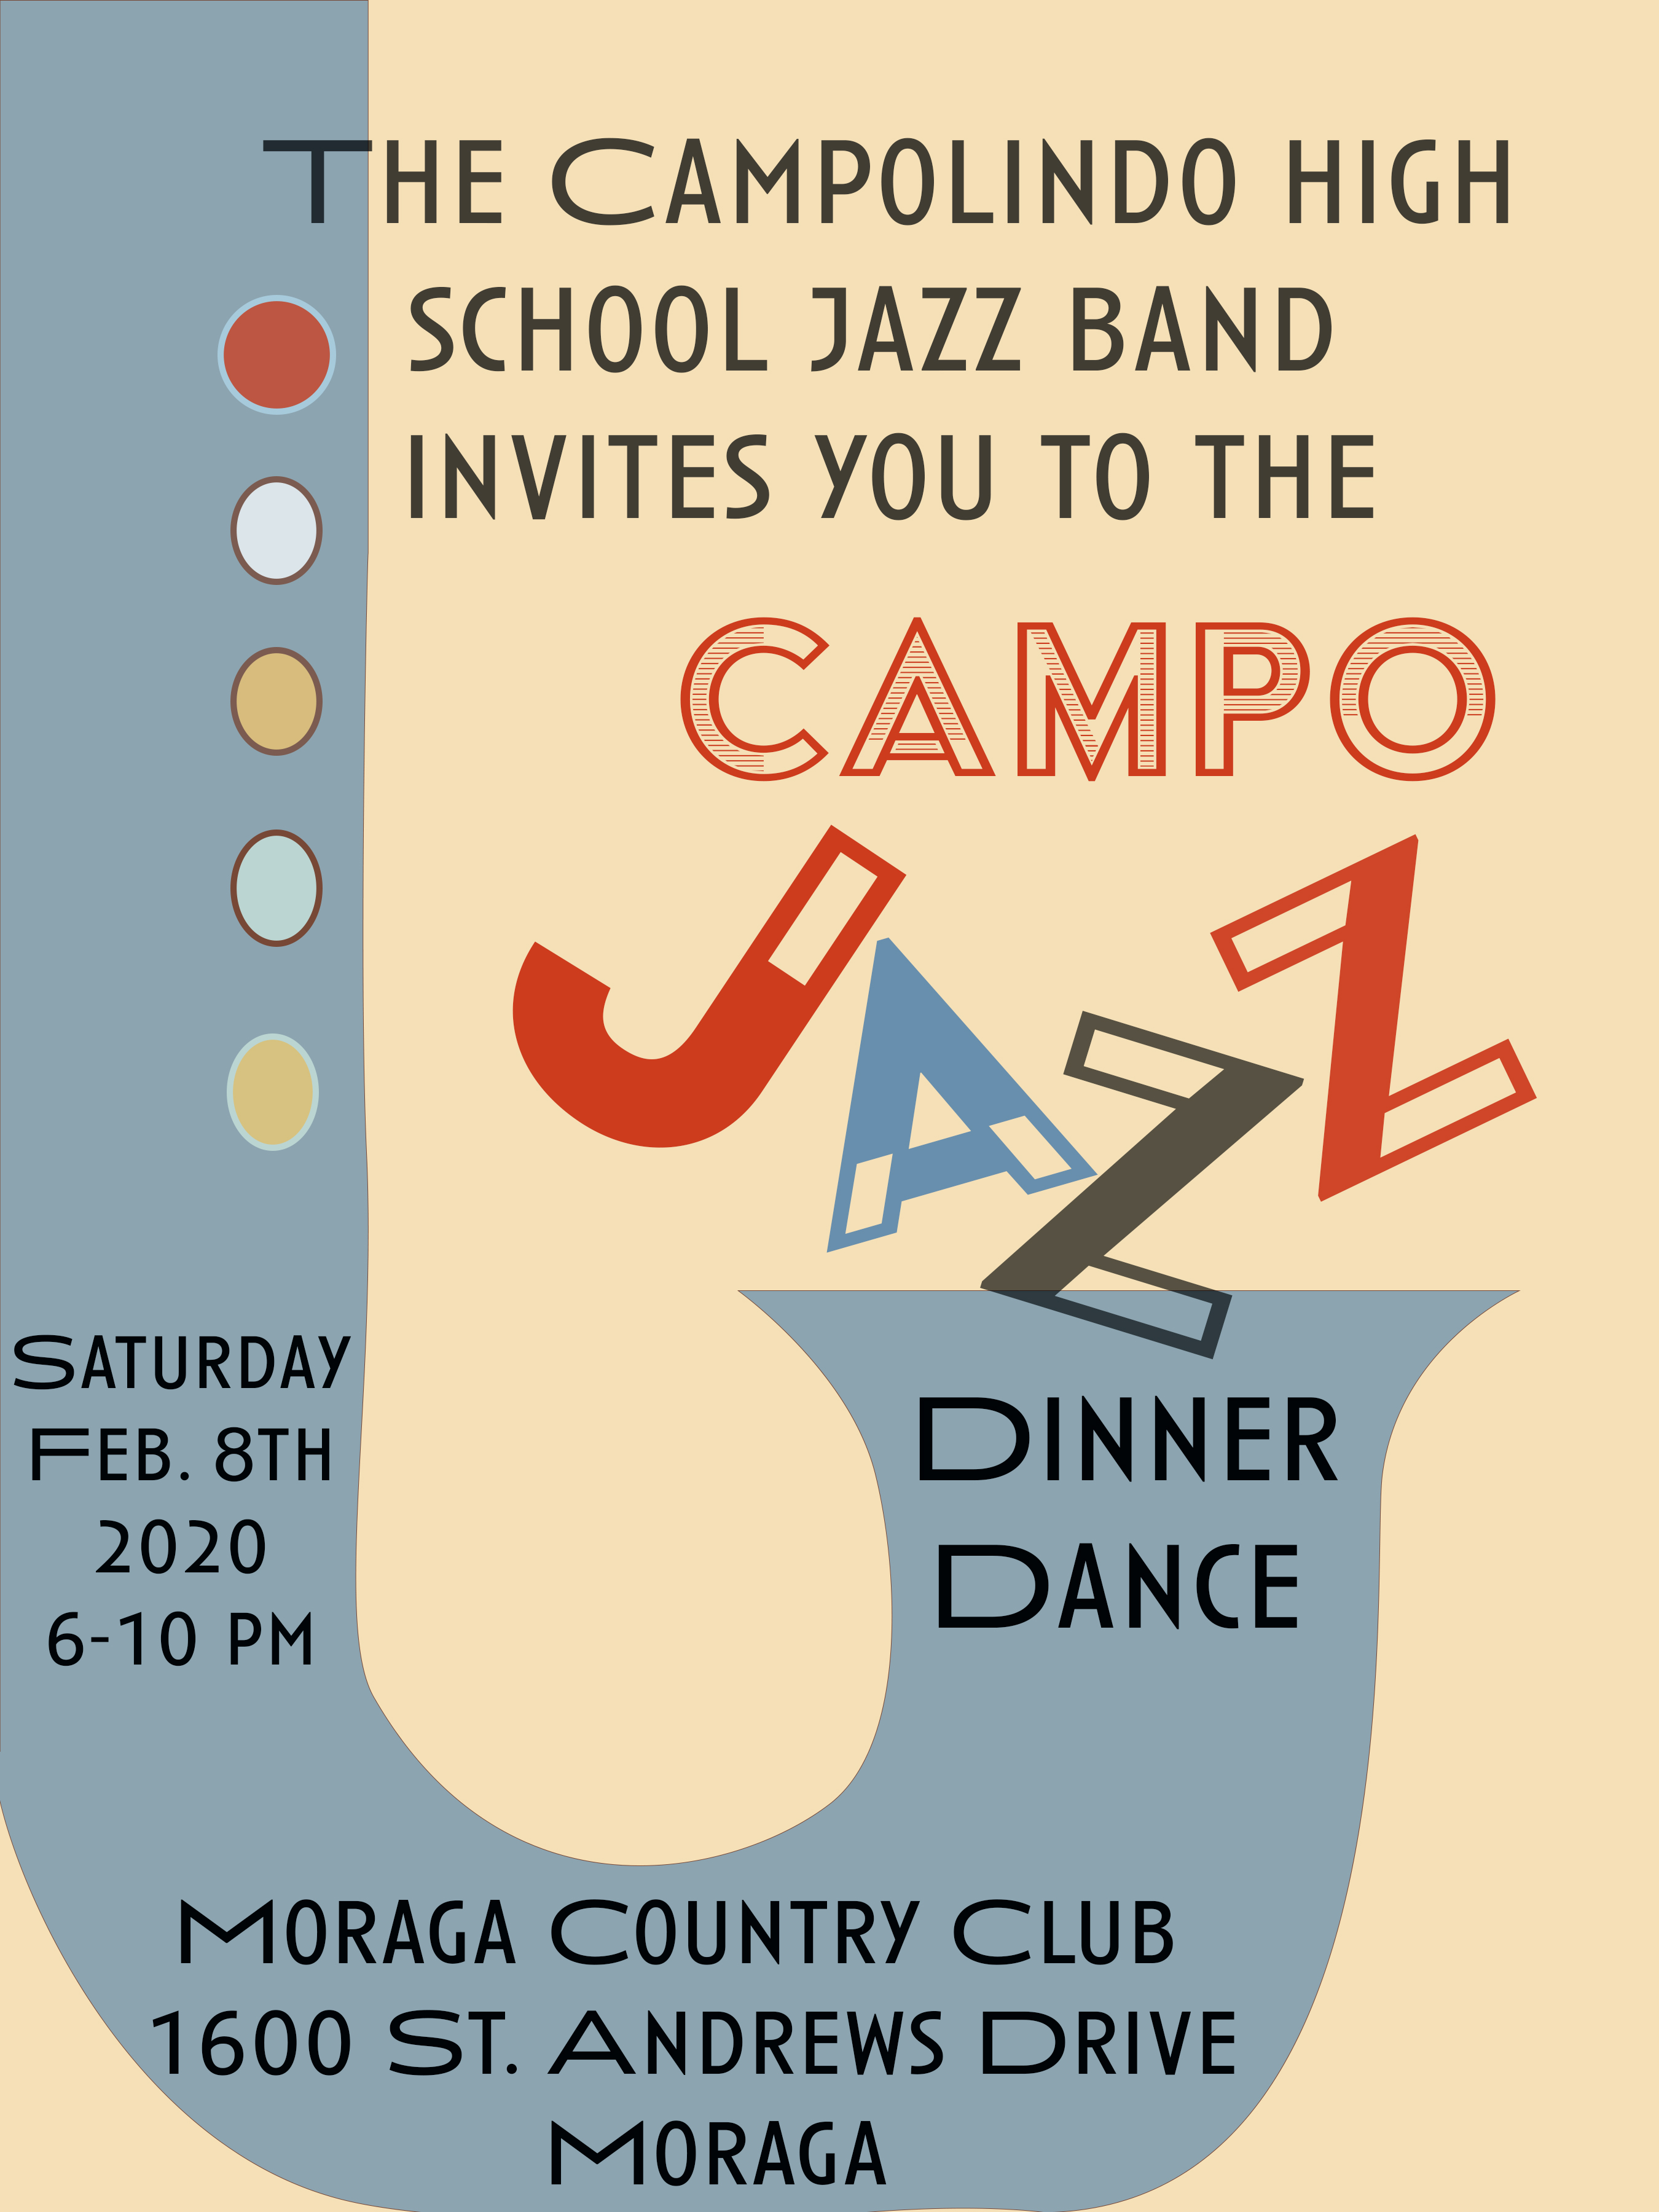 The Campolindo high
school jazz band
invites you to the
CAMPO
JAZZ
Dinner
Dance
Saturday
Feb. 8th
2020
6-10 pm
Moraga Country Club
1600 St. Andrews Drive
Moraga